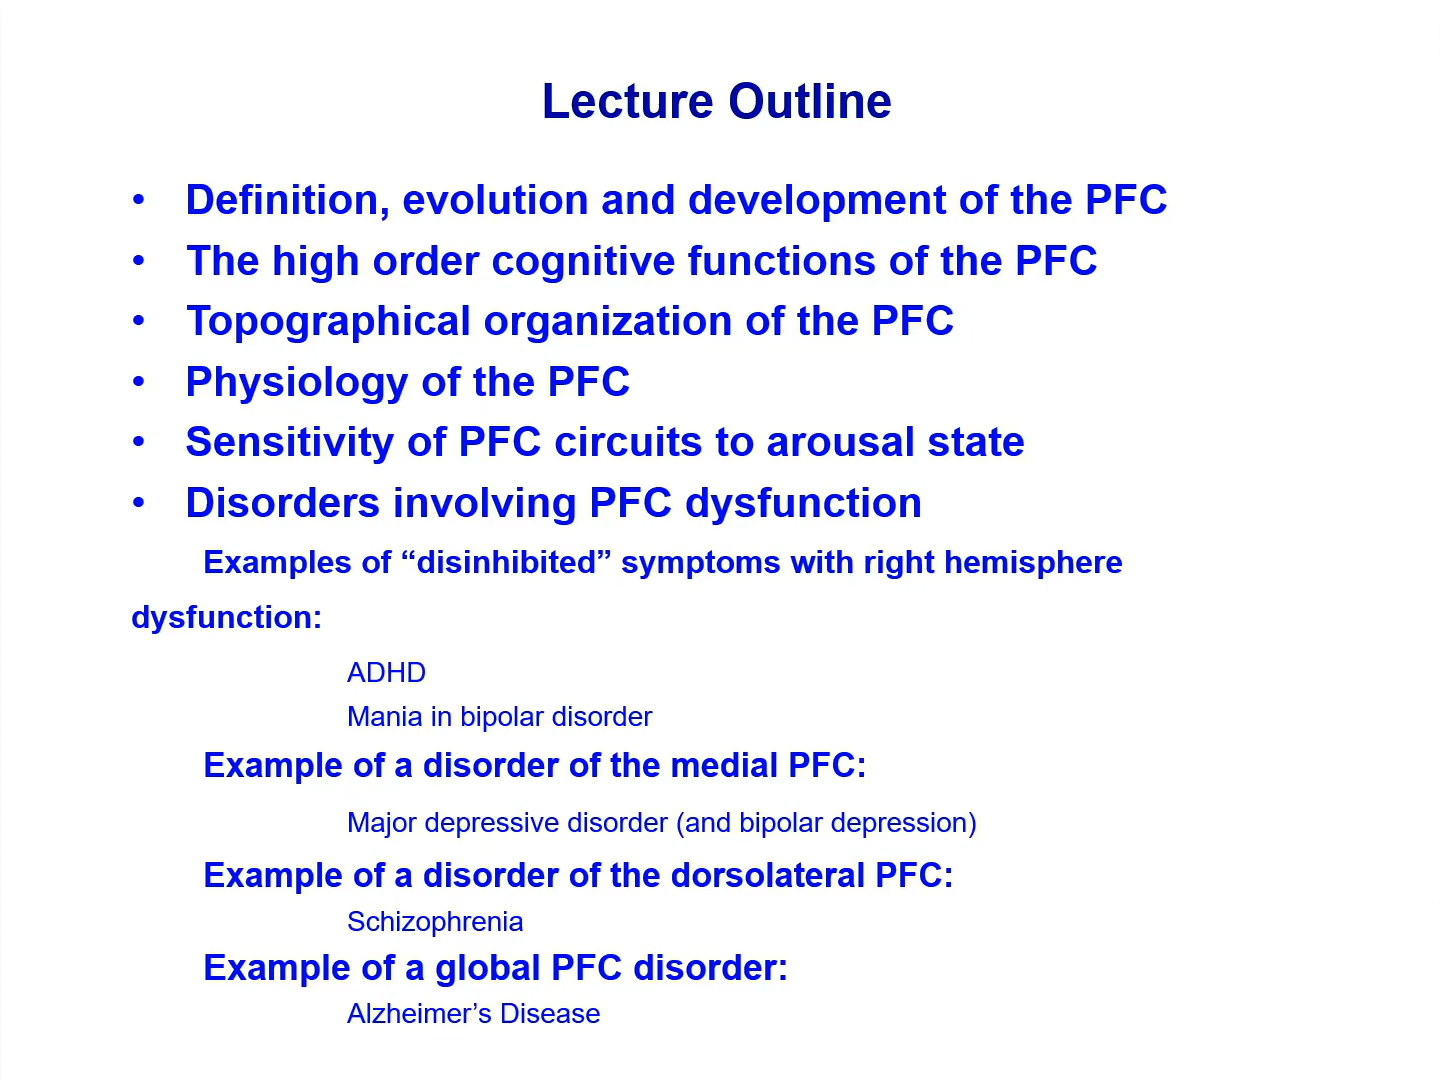 Lecture Outline
• Definition, evolution and development of the PFC
• The high order cognitive functions of the PFC
• Topographical organization of the PFC
• Physiology of the PFC
• Sensitivity of PFC circuits to arousal state
• Disorders involving PFC dysfunction
Examples of “disinhibited” symptoms with right hemisphere
dysfunction:
ADHD
Mania in bipolar disorder
Example of a disorder of the medial PFC:
Major depressive disorder (and bipolar depression)
Example of a disorder of the dorsolateral PFC:
Schizophrenia
Example of a global PFC disorder:
Alzheimer’s Disease